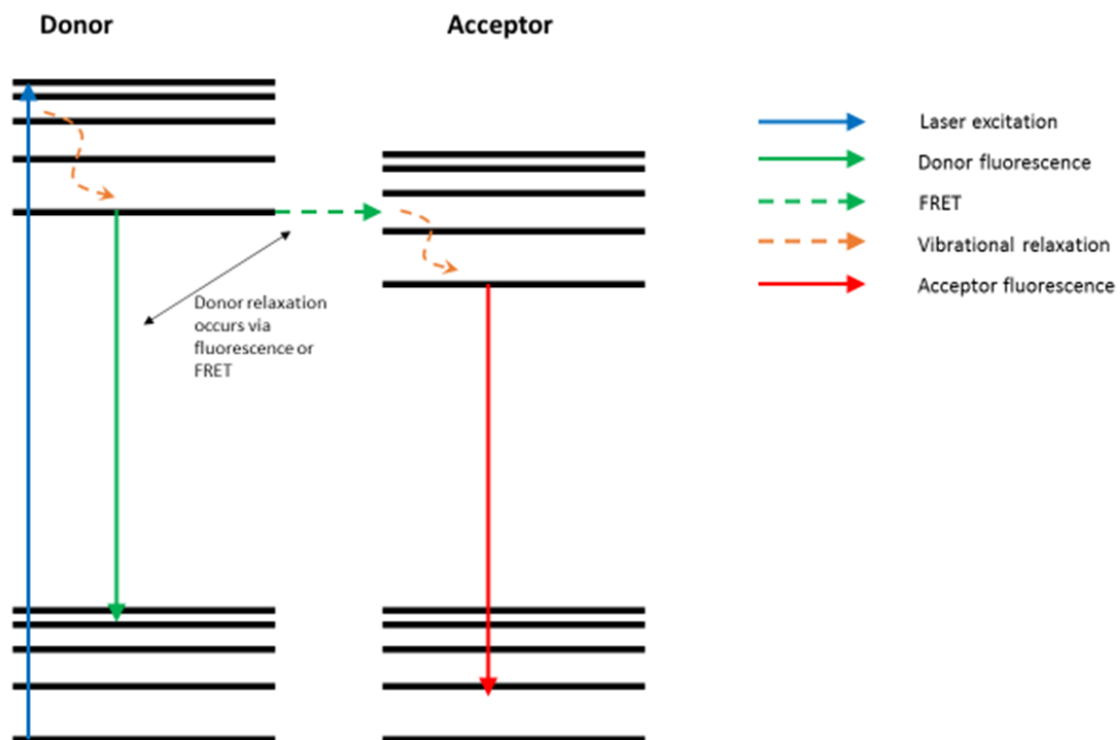 Donor
Acceptor
Laser excitation
Donor fluorescence
FRET
Vibrational relaxation
Acceptor fluorescence
Donor relaxation
occurs via
fluorescence or
FRET